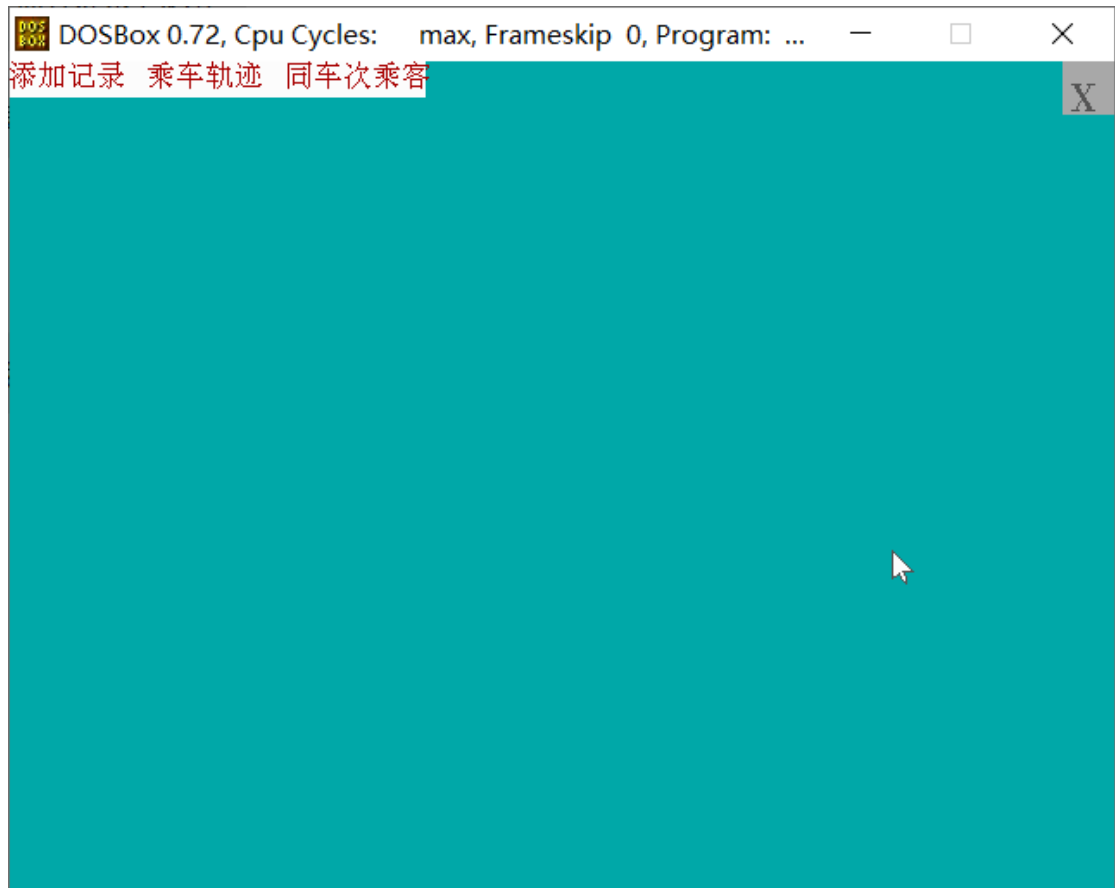 DOSBox 0.72, Cpu Cycles: max, Frameskip 0, Program: ...
添加记录 乘车轨迹 同车次乘客
X